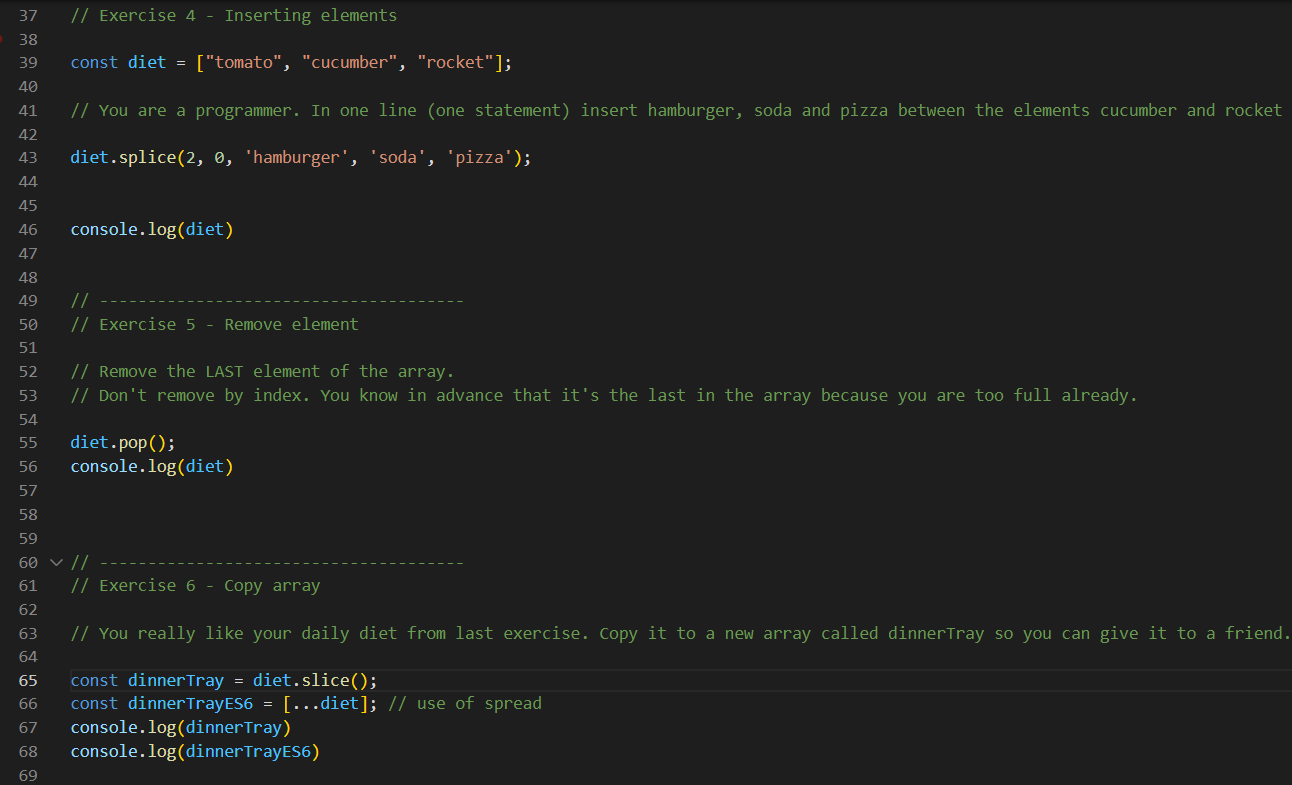 37 // Exercise 4 - Inserting elements
38
39 const diet = ["tomato", "cucumber", "rocket"];
40
41 // You are a programmer. In one line (one statement) insert hamburger, soda and pizza between the elements cucumber and rocket
42
43 diet.splice(2, 0, 'hamburger', 'soda', 'pizza');
44
45
46 console.log(diet)
47
48
49 // --------------------------------------
50 // Exercise 5 - Remove element
51
52 // Remove the LAST element of the array.
53 // Don't remove by index. You know in advance that it's the last in the array because you are too full already.
54
55 diet.pop();
56 console.log(diet)
57
58
59
60 // --------------------------------------
61 // Exercise 6 - Copy array
62
63 // You really like your daily diet from last exercise. Copy it to a new array called dinnerTray so you can give it to a friend.
64
65 const dinnerTray = diet.slice();
66 const dinnerTrayES6 = [...diet]; // use of spread
67 console.log(dinnerTray)
68 console.log(dinnerTrayES6)
69